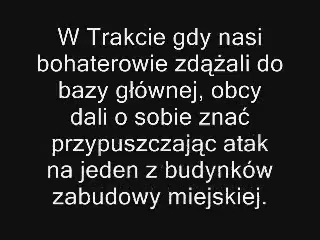 W Trakcie gdy nasi
bohaterowie zdążali do
bazy głównej, obcy
dali o sobie znać
przypuszczając atak
na jeden z budynków
zabudowy miejskiej.